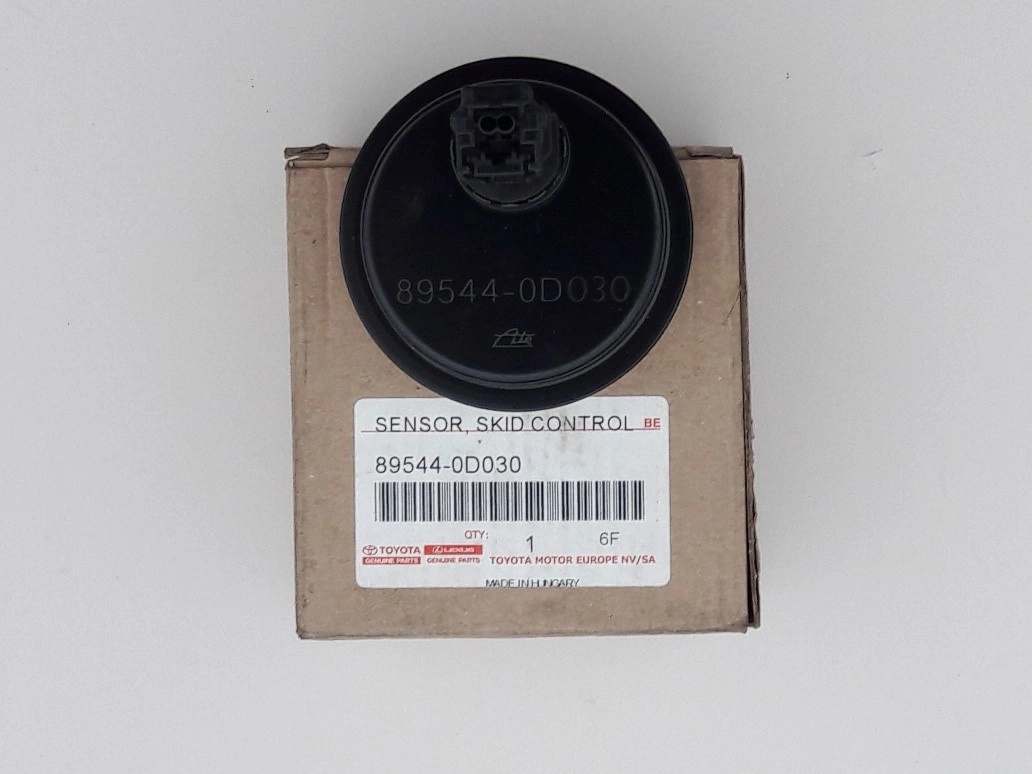 89544-0D030
Ate
SENSOR, SKID CONTROL BE
89544-0D030
QTY: 1 6F
TOYOTA LEXUS
GENUINE PARTS GENUINE PARTS TOYOTA MOTOR EUROPE NV/SA
MADE IN HUNGARY